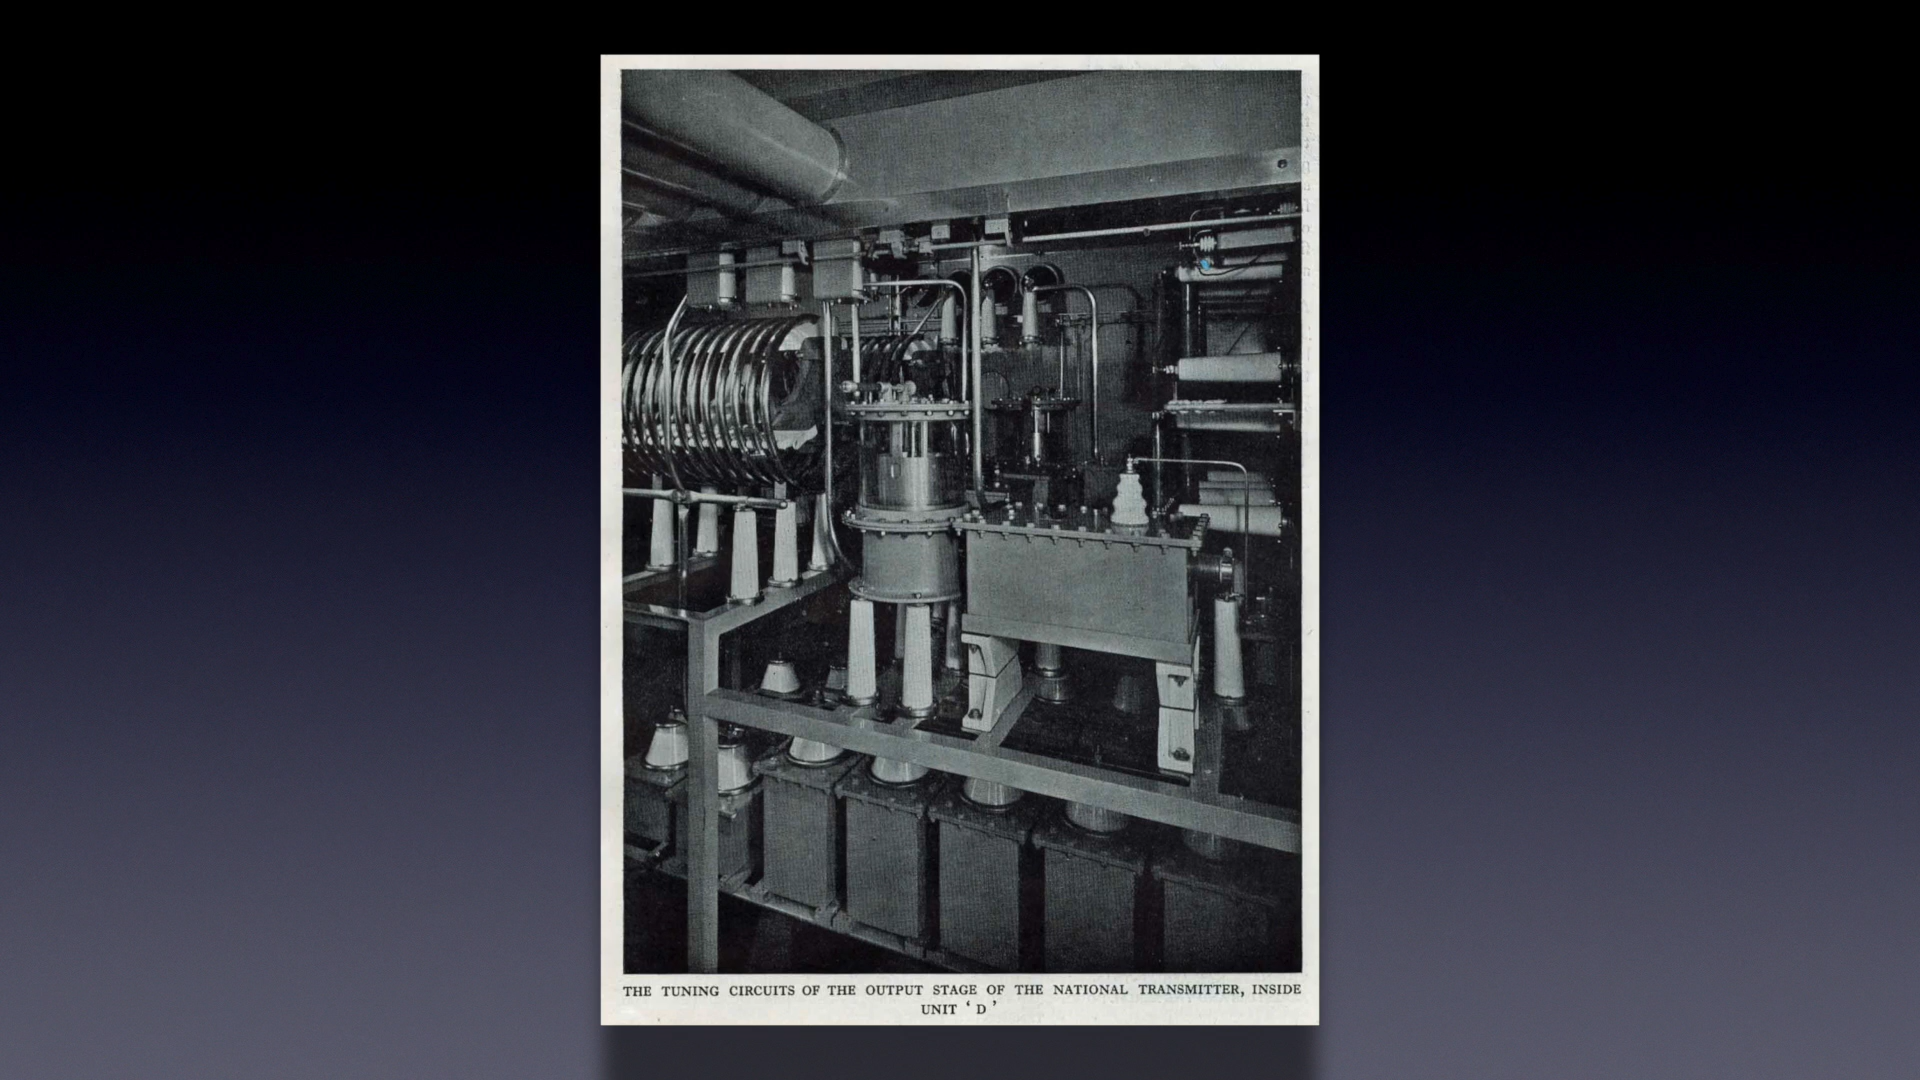 THE TUNING CIRCUITS OF THE OUTPUT STAGE OF THE NATIONAL TRANSMITTER, INSIDE
UNIT ‘ D ’